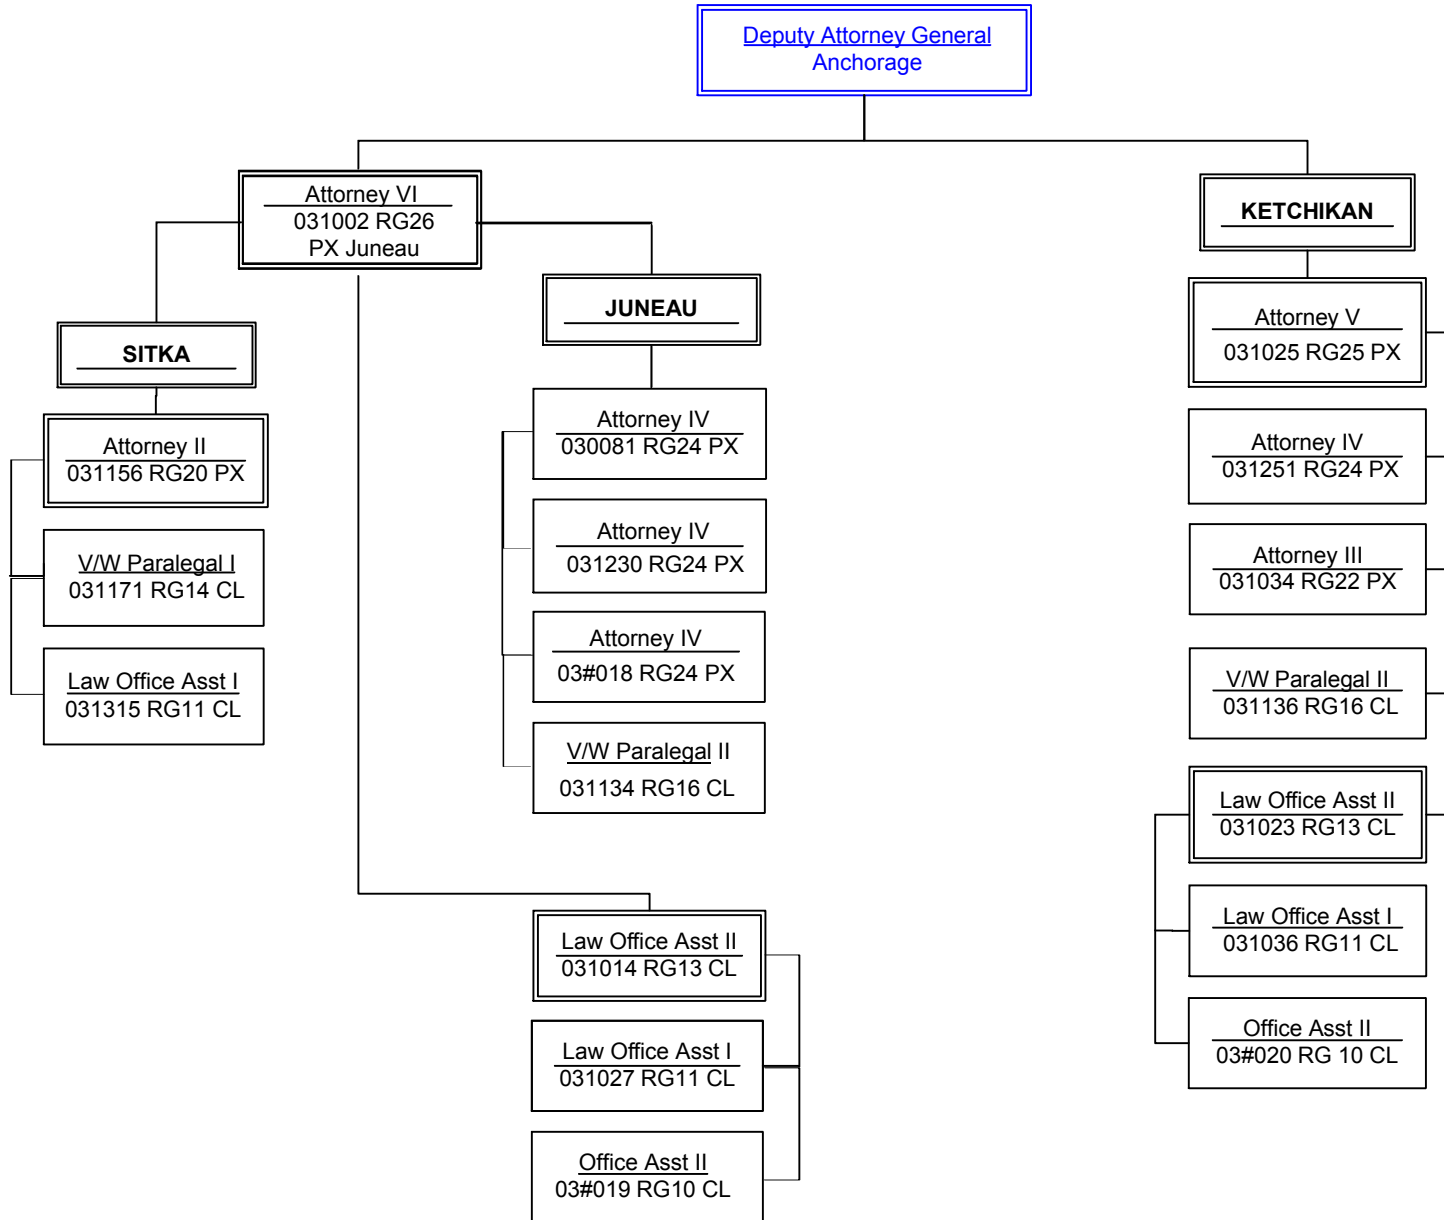 Deputy Attorney General
Anchorage
Attorney VI
031002 RG26
PX Juneau
SITKA
Attorney II
031156 RG20 PX
V/W Paralegal I
031171 RG14 CL
Law Office Asst I
031315 RG11 CL
JUNEAU
Attorney IV
030081 RG24 PX
Attorney IV
031230 RG24 PX
Attorney IV
03#018 RG24 PX
V/W Paralegal II
031134 RG16 CL
Law Office Asst II
031014 RG13 CL
Law Office Asst I
031027 RG11 CL
Office Asst II
03#019 RG10 CL
KETCHIKAN
Attorney V
031025 RG25 PX
Attorney IV
031251 RG24 PX
Attorney III
031034 RG22 PX
V/W Paralegal II
031136 RG16 CL
Law Office Asst II
031023 RG13 CL
Law Office Asst I
031036 RG11 CL
Office Asst II
03#020 RG 10 CL